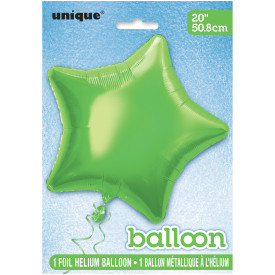 unique®
20"
50.8cm
balloon
1 FOIL HELIUM BALLOON • 1 BALLON MÉTALLIQUE À L'HÉLIUM